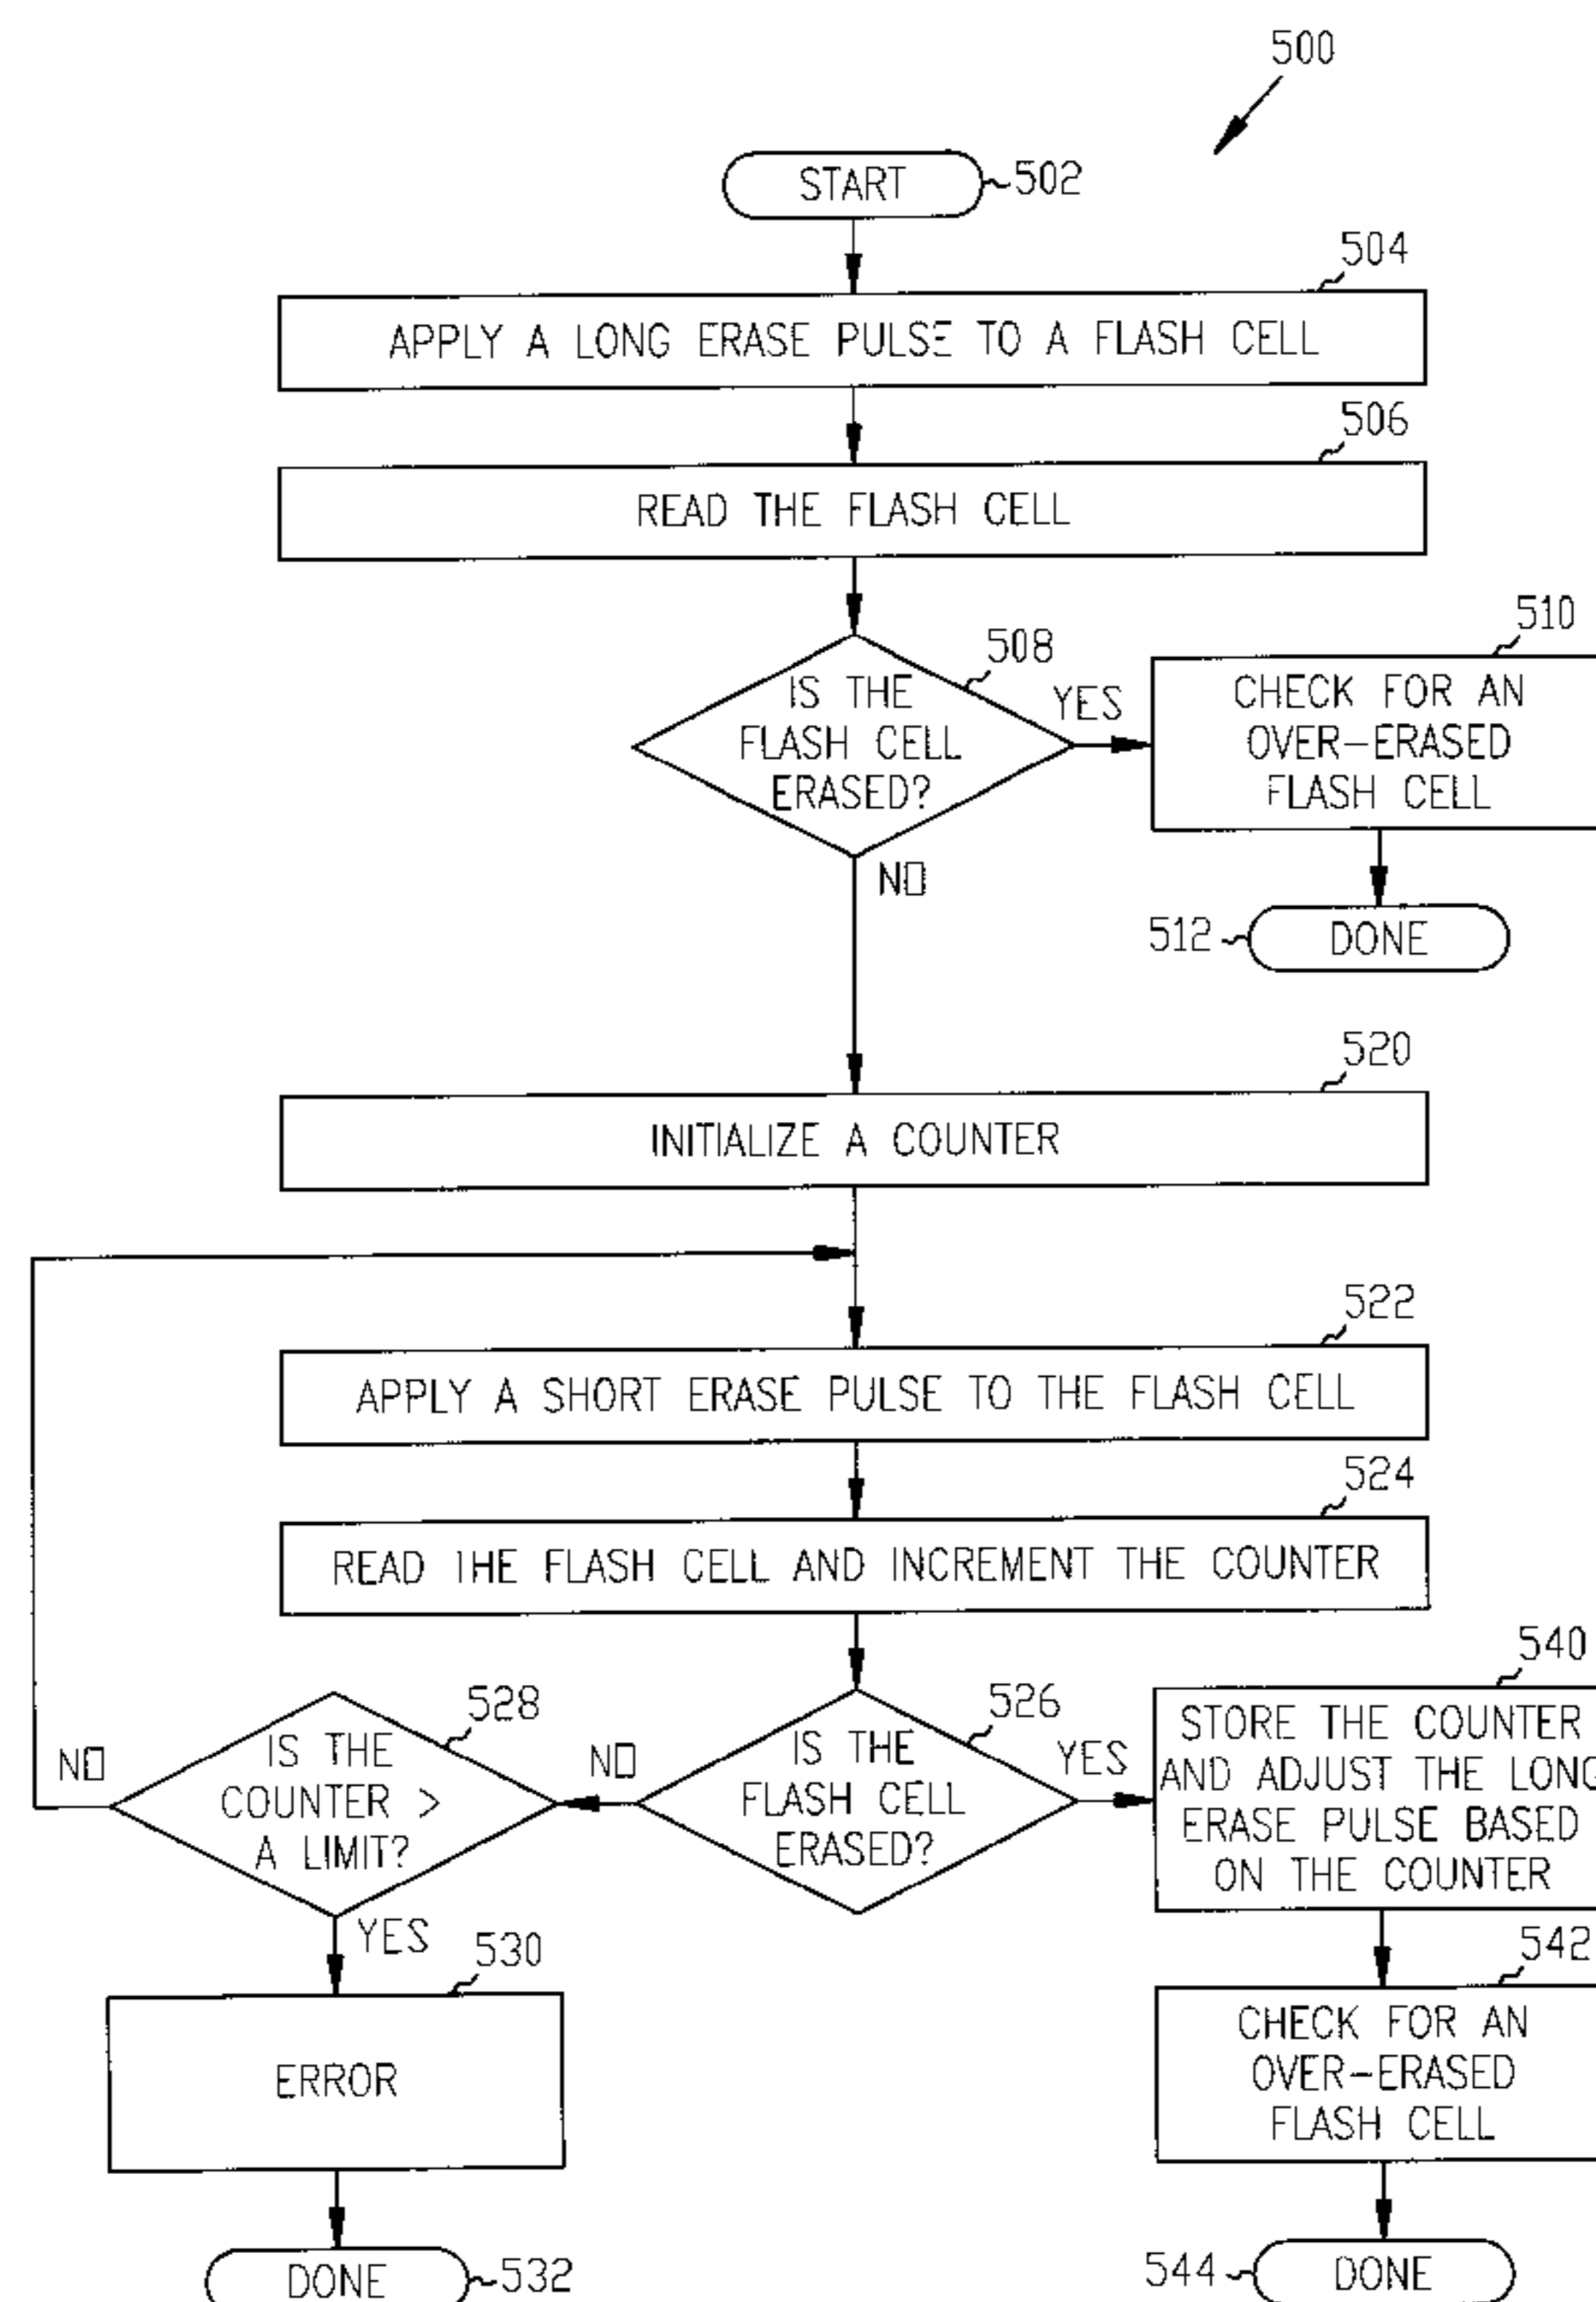 500
START
502
504
APPLY A LONG ERASE PULSE TO A FLASH CELL
506
READ THE FLASH CELL
508
IS THE
FLASH CELL
ERASED?
YES
NO
510
CHECK FOR AN
OVER-ERASED
FLASH CELL
512
DONE
520
INITIALIZE A COUNTER
522
APPLY A SHORT ERASE PULSE TO THE FLASH CELL
524
READ THE FLASH CELL AND INCREMENT THE COUNTER
526
IS THE
FLASH CELL
ERASED?
NO
YES
528
IS THE
COUNTER >
A LIMIT?
NO
YES
530
ERROR
DONE
532
540
STORE THE COUNTER
AND ADJUST THE LONG
ERASE PULSE BASED
ON THE COUNTER
542
CHECK FOR AN
OVER-ERASED
FLASH CELL
544
DONE